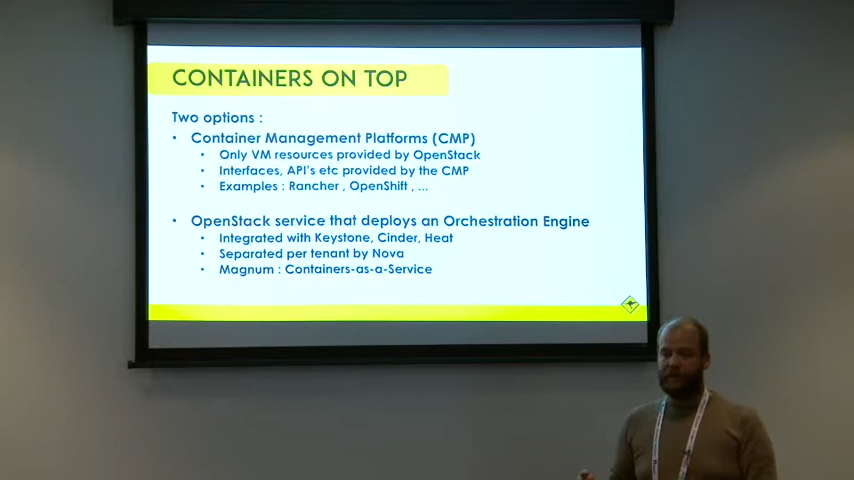 CONTAINERS ON TOP
Two options :
• Container Management Platforms (CMP)
• Only VM resources provided by OpenStack
• Interfaces, API's etc provided by the CMP
• Examples : Rancher , OpenShift , ...
• OpenStack service that deploys an Orchestration Engine
• Integrated with Keystone, Cinder, Heat
• Separated per tenant by Nova
• Magnum : Containers-as-a-Service